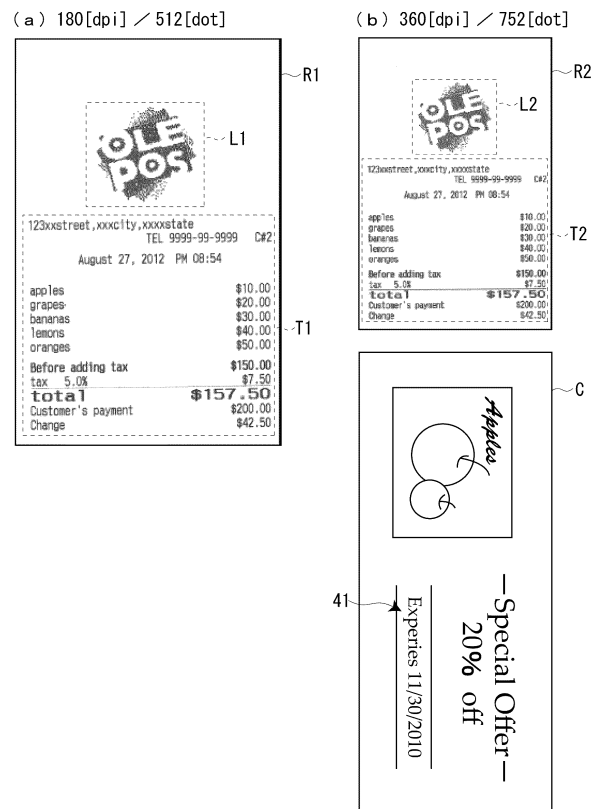 (a) 180[dpi] ／512[dot]
R1
OLE
POS
L1
123xxstreet,xxxcity,xxxxstate
TEL 9999-99-9999 C#2
August 27, 2012 PM 08:54
apples $10.00
grapes $20.00
bananas $30.00
lemons $40.00
oranges $50.00
T1
Before adding tax $150.00
tax 5.0% $7.50
total $157.50
Customer's payment $200.00
Change $42.50
(b) 360[dpi] ／752[dot]
R2
OLE
POS
L2
123xxstreet,xxxcity,xxxxstate
TEL 9999-99-9999 C#2
August 27, 2012 PM 08:54
apples $10.00
grapes $20.00
bananas $30.00
lemons $40.00
oranges $50.00
T2
Before adding tax $150.00
tax 5.0% $7.50
total $157.50
Customer's payment $200.00
Change $42.50
C
Apples
—Special Offer—
20% off
Experies 11/30/2010
41